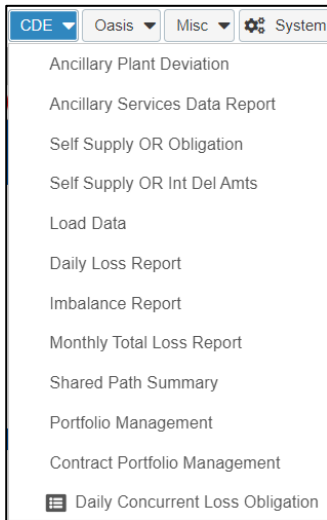 CDE Oasis Misc System
Ancillary Plant Deviation
Ancillary Services Data Report
Self Supply OR Obligation
Self Supply OR Int Del Amts
Load Data
Daily Loss Report
Imbalance Report
Monthly Total Loss Report
Shared Path Summary
Portfolio Management
Contract Portfolio Management
Daily Concurrent Loss Obligation